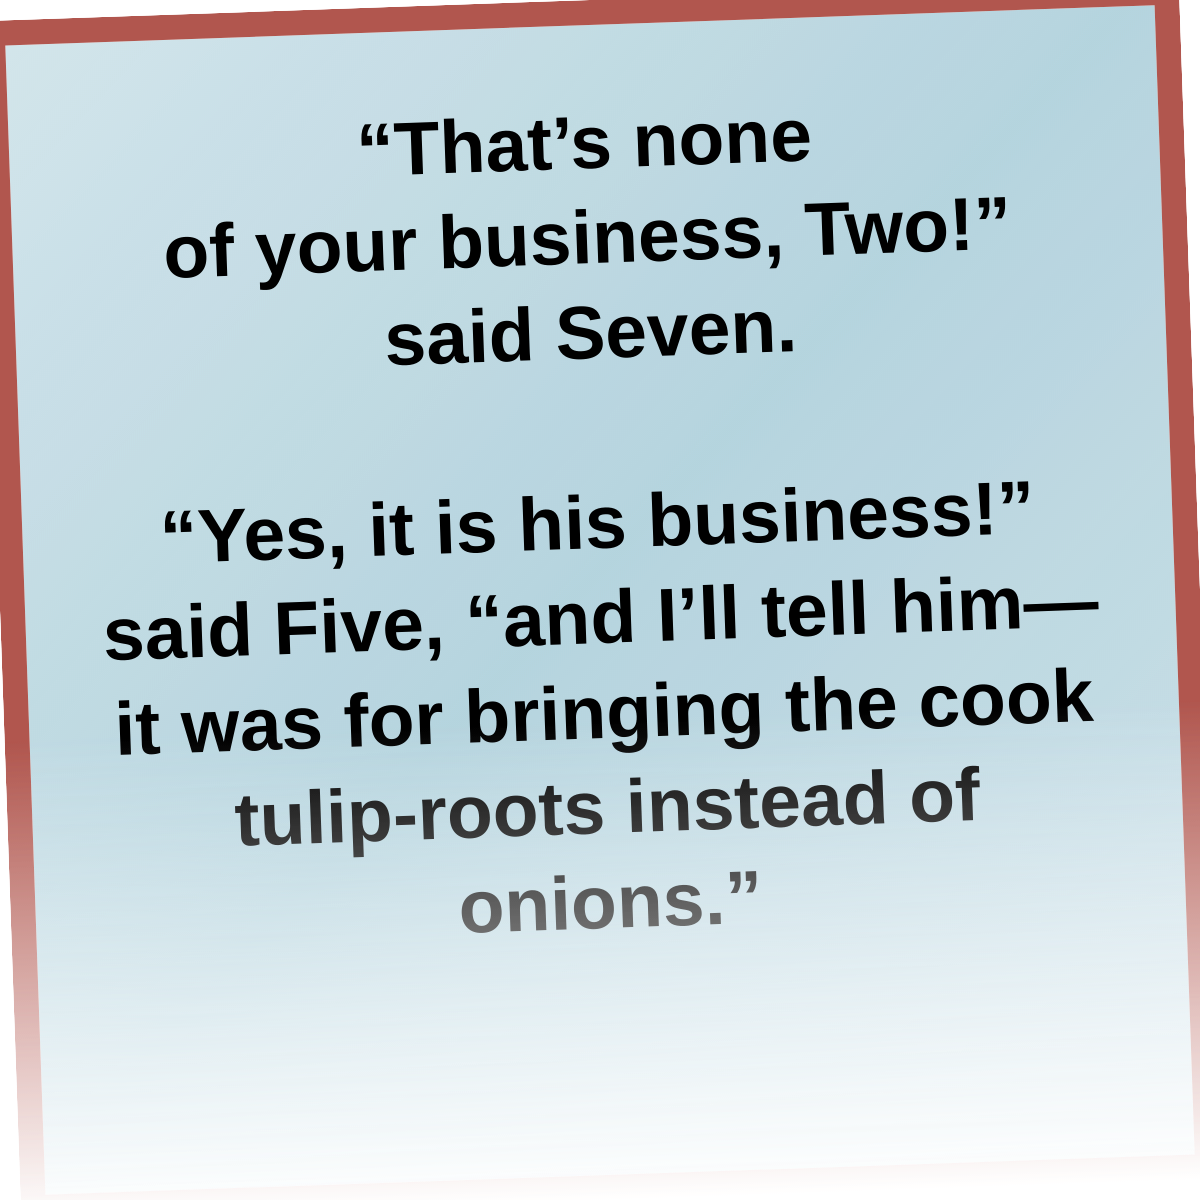 “That’s none
of your business, Two!”
said Seven.
“Yes, it is his business!”
said Five, “and I’ll tell him—
it was for bringing the cook
tulip-roots instead of
onions.”